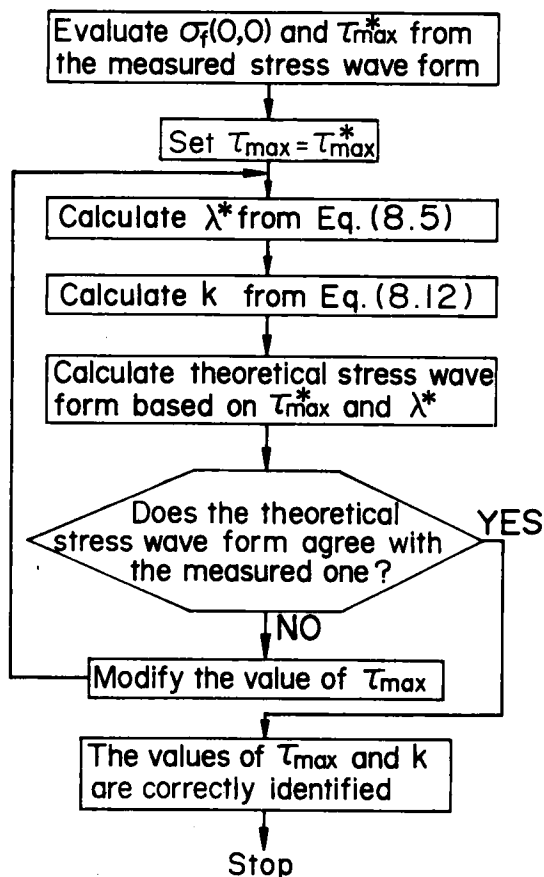 Evaluate σf(0,0) and τ*max from
the measured stress wave form
Set τmax = τ*max
Calculate λ* from Eq. (8.5)
Calculate k from Eq. (8.12)
Calculate theoretical stress wave
form based on τ*max and λ*
Does the theoretical
stress wave form agree with
the measured one?
YES
NO
Modify the value of τmax
The values of τmax and k
are correctly identified
Stop